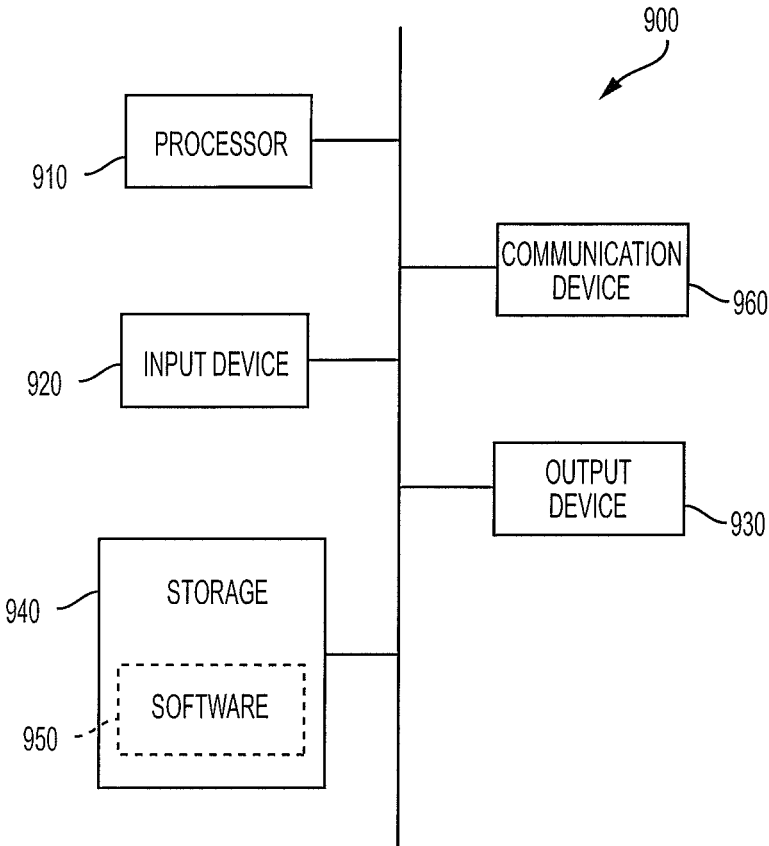 900
PROCESSOR
910
COMMUNICATION
DEVICE
960
INPUT DEVICE
920
OUTPUT
DEVICE
930
STORAGE
940
SOFTWARE
950